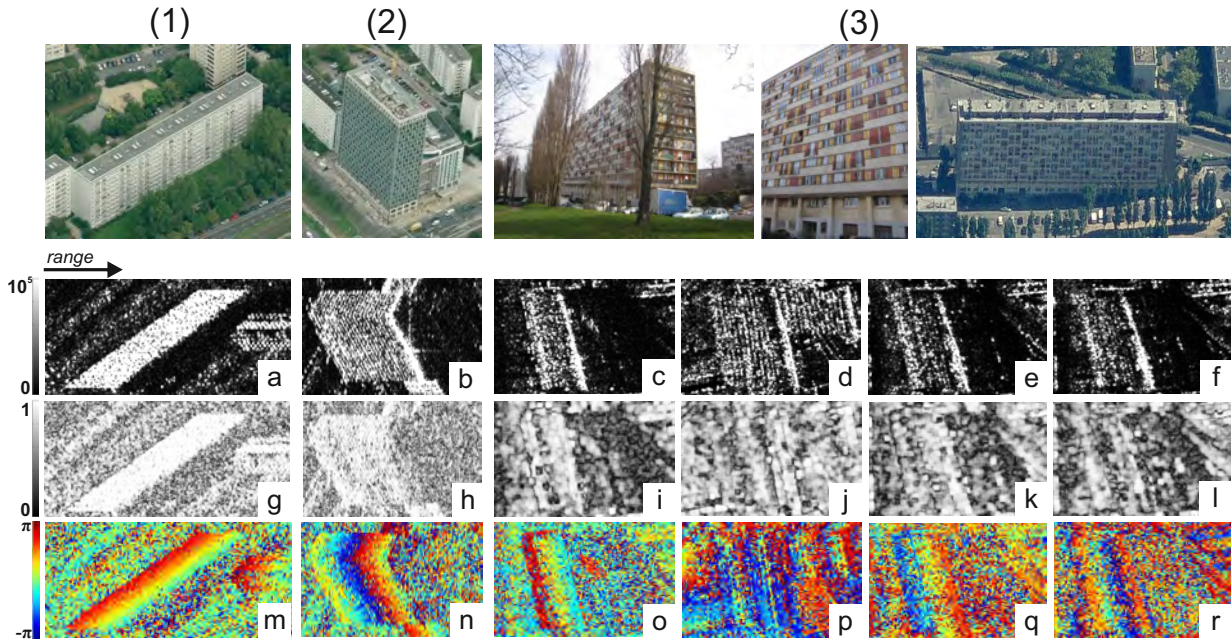 (1) (2) (3)
range
10⁵
0
a b c d e f
1
0
g h i j k l
π
-π
m n o p q r